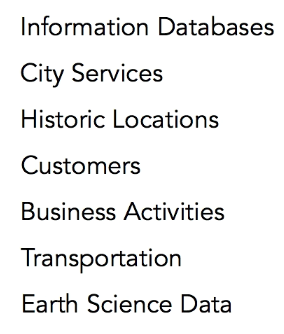 Information Databases
City Services
Historic Locations
Customers
Business Activities
Transportation
Earth Science Data